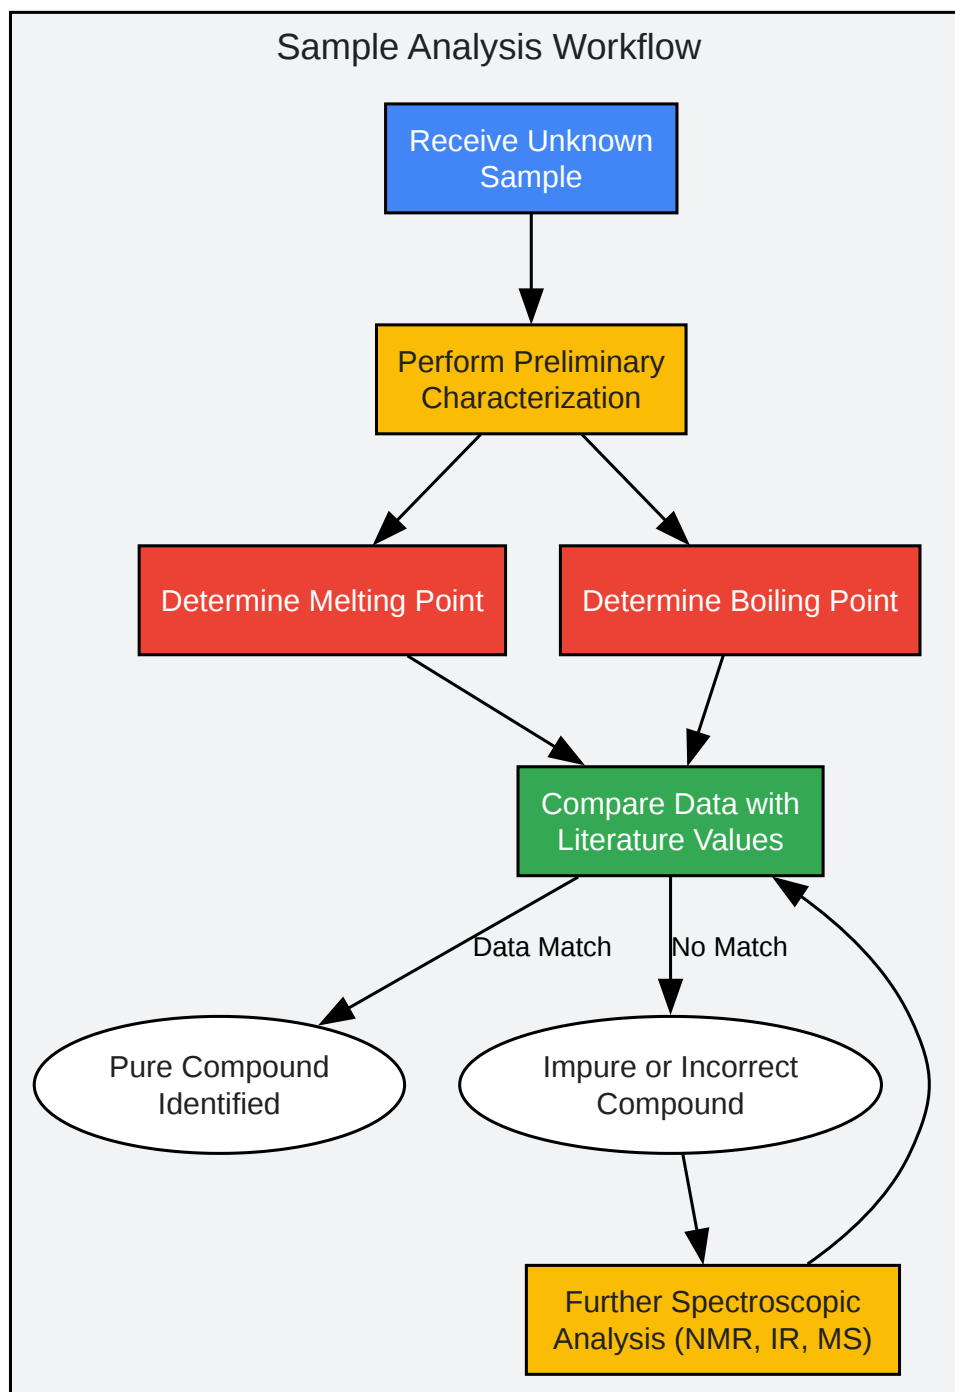 Sample Analysis Workflow
Receive Unknown
Sample
Perform Preliminary
Characterization
Determine Melting Point
Determine Boiling Point
Compare Data with
Literature Values
Data Match
No Match
Pure Compound
Identified
Impure or Incorrect
Compound
Further Spectroscopic
Analysis (NMR, IR, MS)